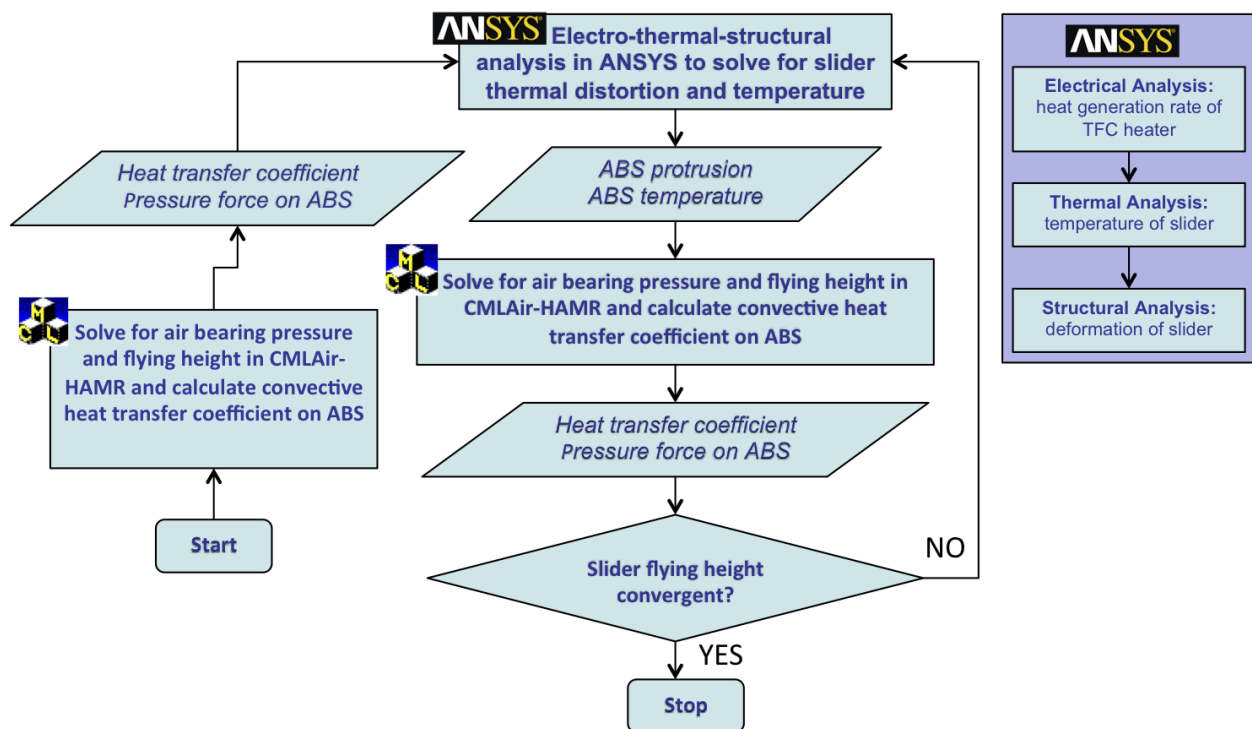 ANSYS
Electro-thermal-structural
analysis in ANSYS to solve for slider
thermal distortion and temperature
Heat transfer coefficient
Pressure force on ABS
ABS protrusion
ABS temperature
M
C L
Solve for air bearing pressure
and flying height in CMLAir-
HAMR and calculate convective
heat transfer coefficient on ABS
M
C L
Solve for air bearing pressure and flying height in
CMLAir-HAMR and calculate convective heat
transfer coefficient on ABS
Heat transfer coefficient
Pressure force on ABS
Start
Slider flying height
convergent?
NO
YES
Stop
ANSYS
Electrical Analysis:
heat generation rate of
TFC heater
Thermal Analysis:
temperature of slider
Structural Analysis:
deformation of slider